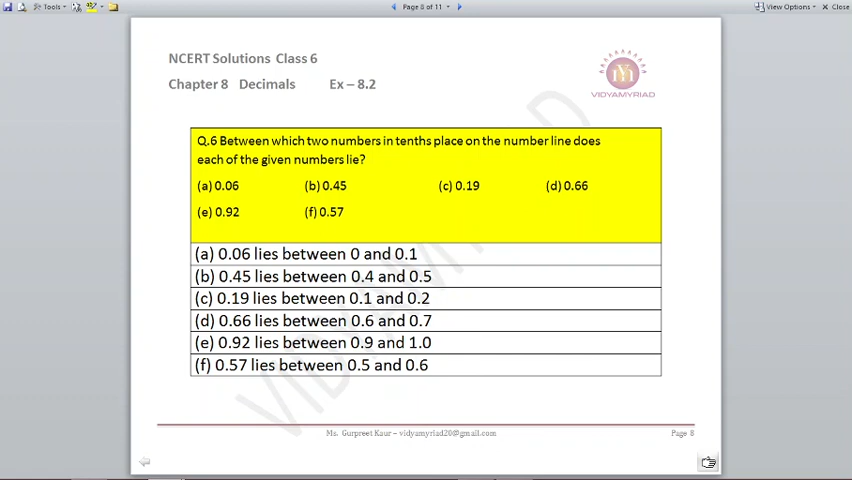 Tools
Page 8 of 11
View Options
Close
NCERT Solutions Class 6
Chapter 8 Decimals Ex – 8.2
VIDYAMYRIAD
Q.6 Between which two numbers in tenths place on the number line does
each of the given numbers lie?
(a) 0.06 (b) 0.45 (c) 0.19 (d) 0.66
(e) 0.92 (f) 0.57
(a) 0.06 lies between 0 and 0.1
(b) 0.45 lies between 0.4 and 0.5
(c) 0.19 lies between 0.1 and 0.2
(d) 0.66 lies between 0.6 and 0.7
(e) 0.92 lies between 0.9 and 1.0
(f) 0.57 lies between 0.5 and 0.6
VIDYAMYRIAD
Ms. Gurpreet Kaur – vidyamyriad20@gmail.com Page 8